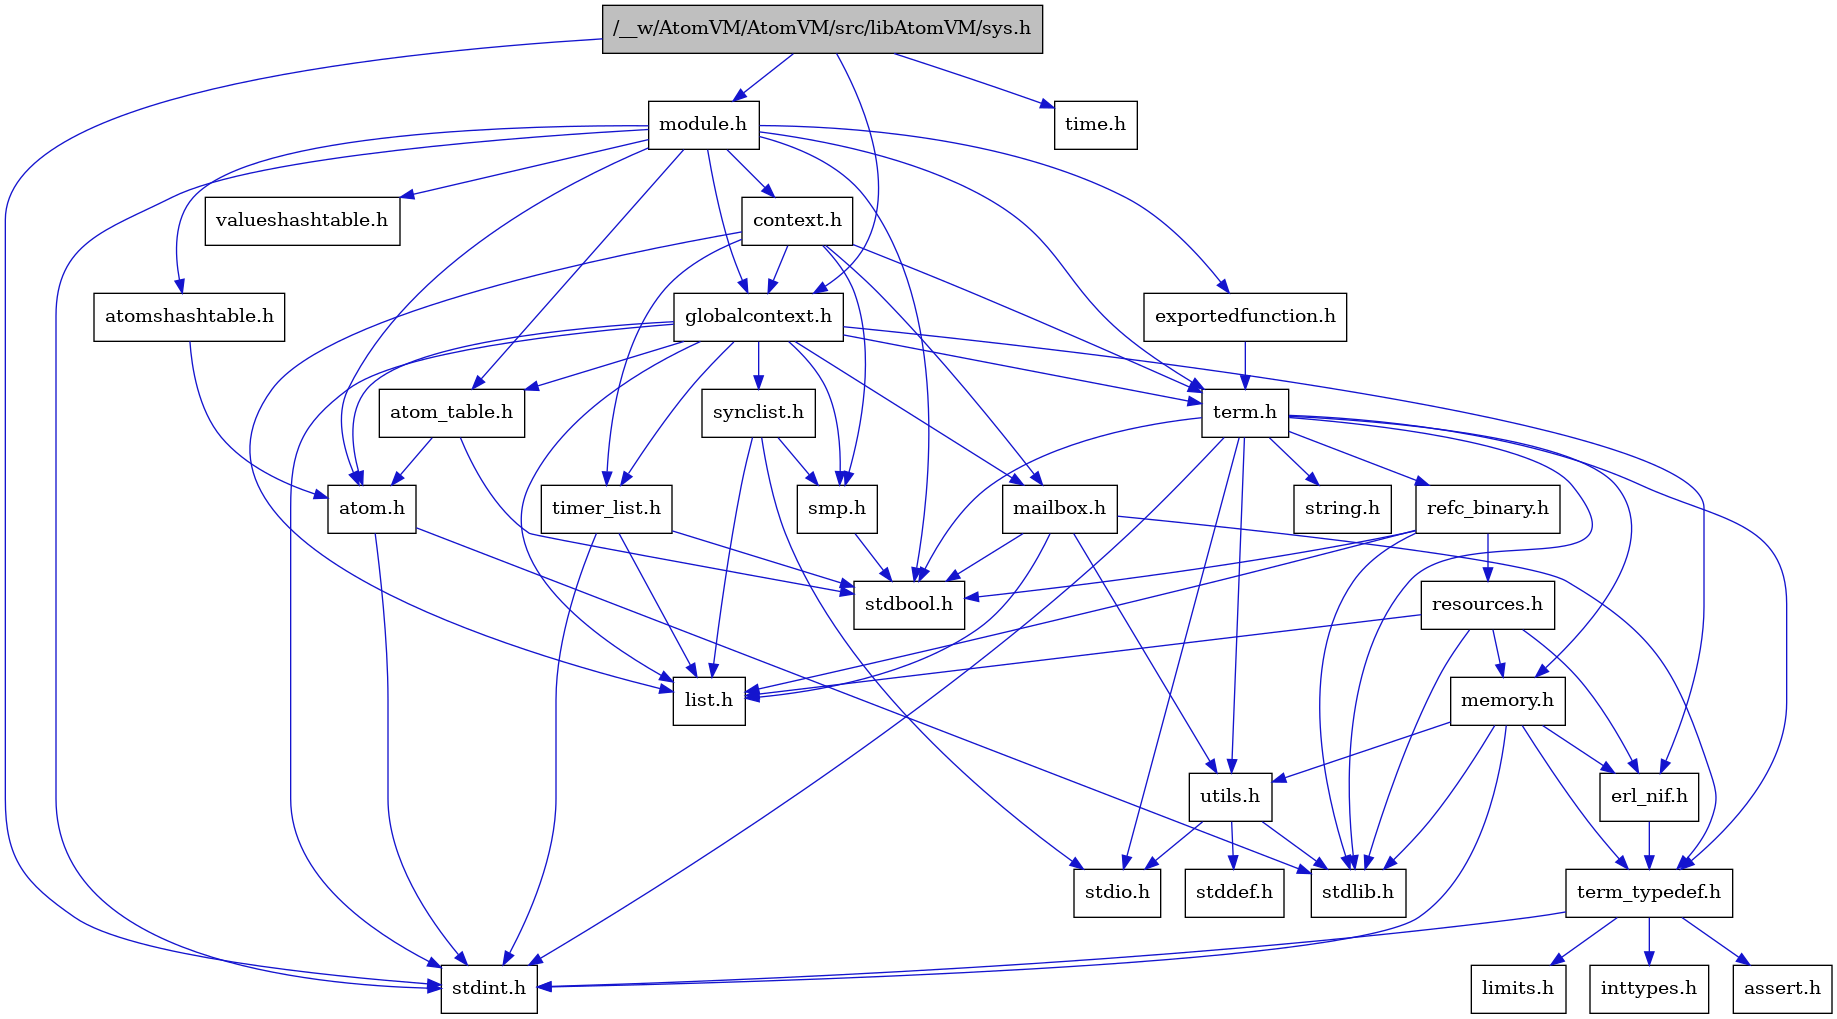 /__w/AtomVM/AtomVM/src/libAtomVM/sys.h
module.h
time.h
valueshashtable.h
context.h
atomshashtable.h
globalcontext.h
exportedfunction.h
atom_table.h
synclist.h
term.h
atom.h
timer_list.h
smp.h
mailbox.h
string.h
refc_binary.h
stdbool.h
resources.h
list.h
memory.h
utils.h
erl_nif.h
stdio.h
stddef.h
stdlib.h
term_typedef.h
stdint.h
limits.h
inttypes.h
assert.h